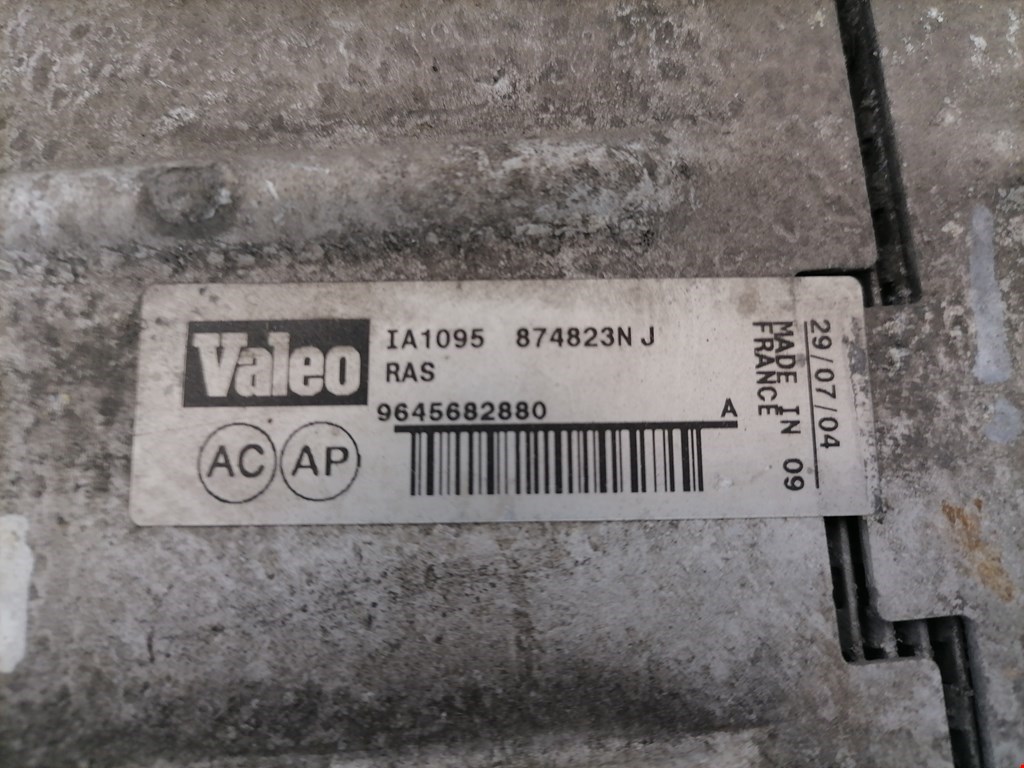 Valeo
IA1095 874823N J
RAS
9645682880 A
AC AP
MADE IN 09
FRANCE
29/07/04